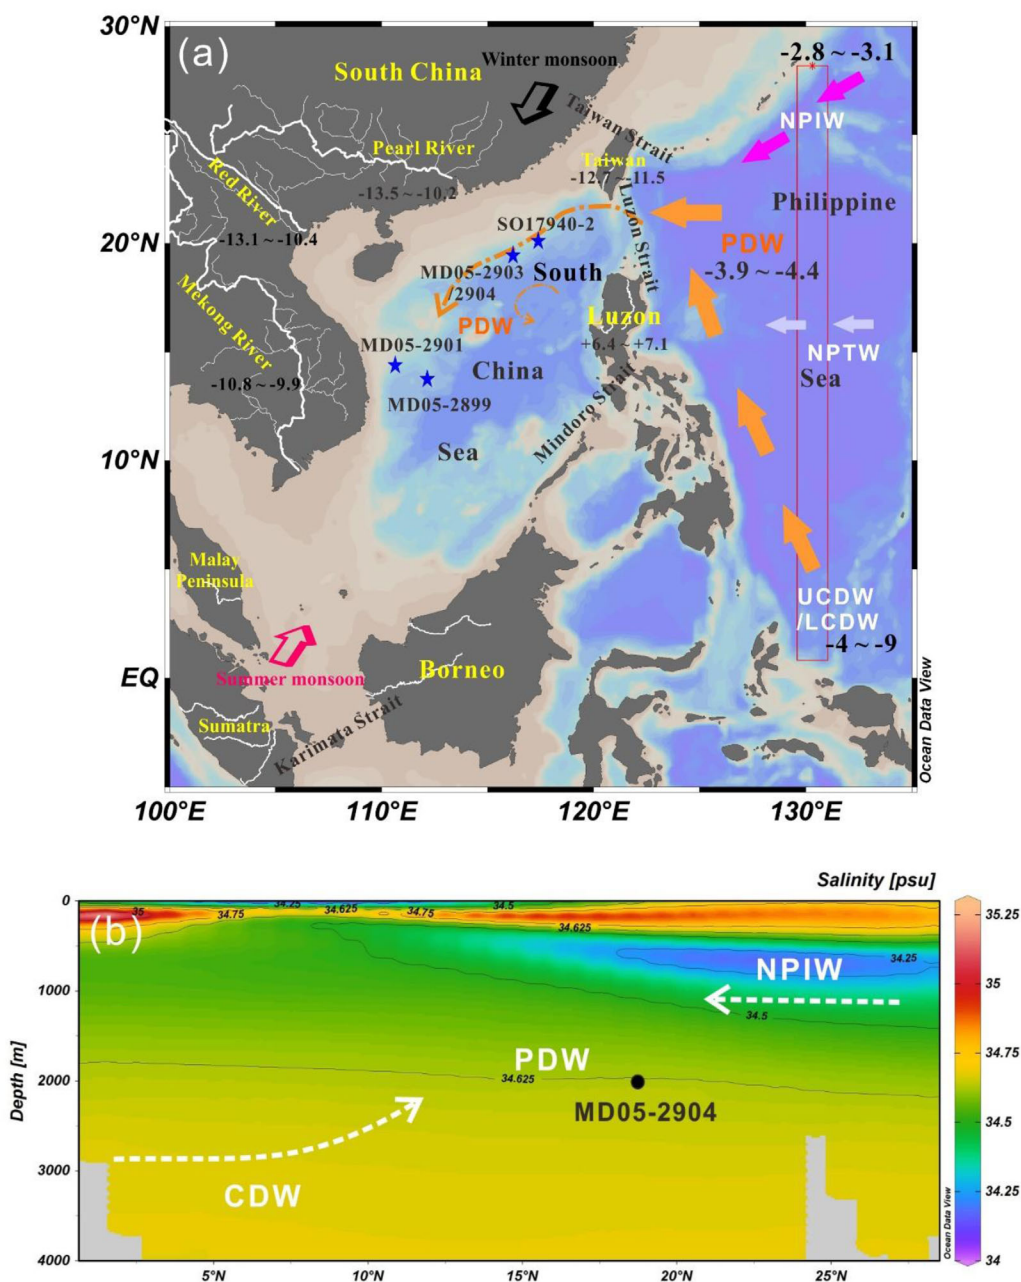 30°N
(a)
-2.8 ~ -3.1
Winter monsoon
South China
NPIW
Taiwan Strait
Pearl River
Taiwan
-12.7 ~ -11.5
Red River
-13.5 ~ -10.2
Philippine
Luzon Strait
SO17940-2
20°N
-13.1 ~ -10.4
PDW
MD05-2903
/2904
South
-3.9 ~ -4.4
Mekong River
PDW
Luzon
+6.4 ~ +7.1
NPTW
MD05-2901
China
Sea
-10.8 ~ -9.9
MD05-2899
Mindoro Strait
Sea
10°N
Malay
Peninsula
UCDW
/LCDW
-4 ~ -9
Borneo
EQ
Summer monsoon
Sumatra
Karimata Strait
Ocean Data View
100°E
110°E
120°E
130°E
Salinity [psu]
0
35
34.75
34.625
34.75
34.5
34.625
35.25
(b)
34.25
NPIW
35
1000
34.5
34.75
PDW
Depth [m]
2000
34.625
MD05-2904
34.5
3000
CDW
34.25
Ocean Data View
4000
34
5°N
10°N
15°N
20°N
25°N